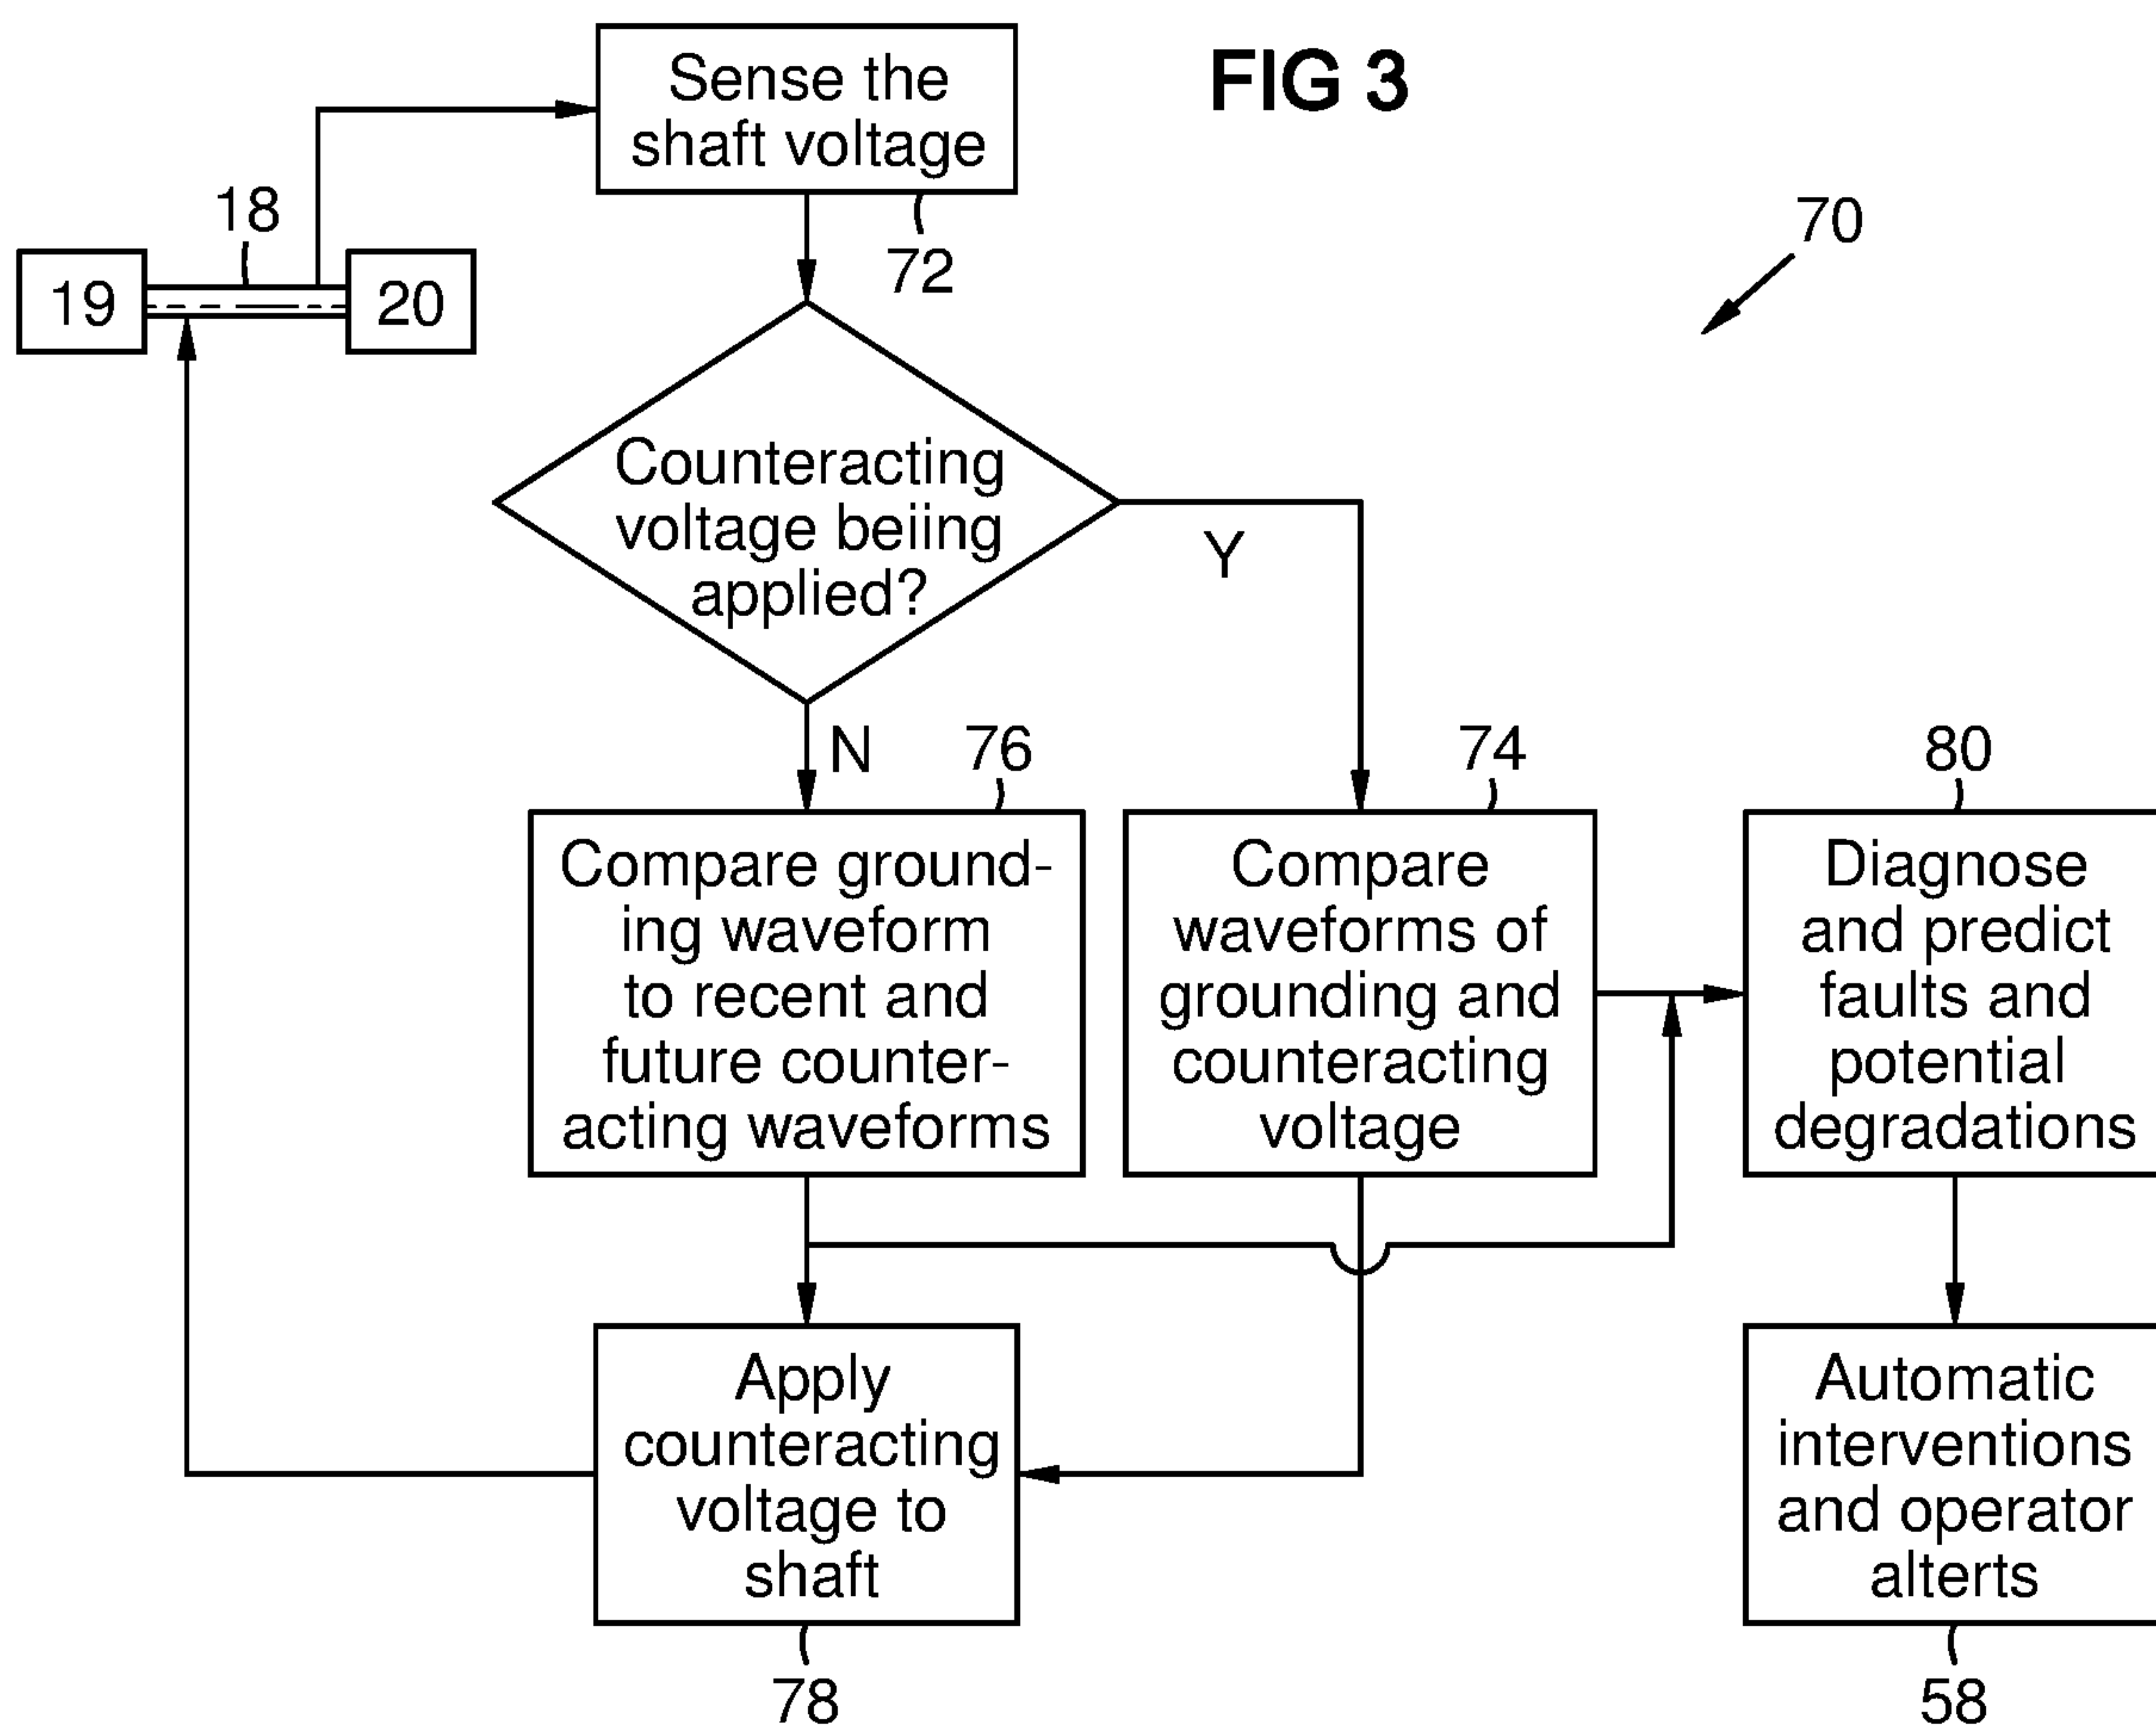 FIG 3
Sense the
shaft voltage
72
70
18
19
20
Counteracting
voltage beiing
applied?
Y
N
76
Compare ground-
ing waveform
to recent and
future counter-
acting waveforms
74
Compare
waveforms of
grounding and
counteracting
voltage
80
Diagnose
and predict
faults and
potential
degradations
Apply
counteracting
voltage to
shaft
78
Automatic
interventions
and operator
alterts
58